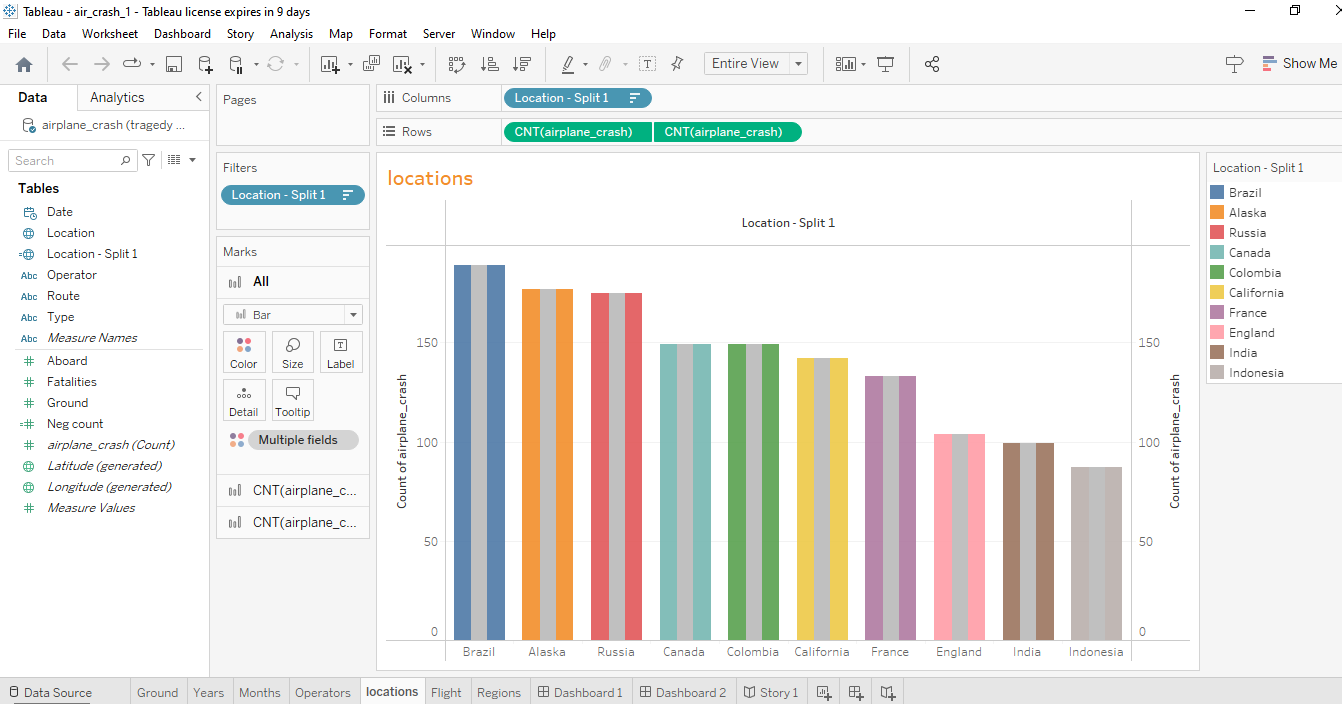 Tableau - air_crash_1 - Tableau license expires in 9 days
File Data Worksheet Dashboard Story Analysis Map Format Server Window Help
Entire View
Show Me
Data Analytics
airplane_crash (tragedy ...
Search
Tables
Date
Location
Location - Split 1
Abc Operator
Abc Route
Abc Type
Abc Measure Names
Aboard
Fatalities
Ground
Neg count
airplane_crash (Count)
Latitude (generated)
Longitude (generated)
Measure Values
Pages
Filters
Location - Split 1
Marks
All
Bar
Color Size Label
Detail Tooltip
Multiple fields
CNT(airplane_c...
CNT(airplane_c...
Columns Location - Split 1
Rows CNT(airplane_crash) CNT(airplane_crash)
locations
Location - Split 1
Count of airplane_crash
150
100
50
0
Brazil Alaska Russia Canada Colombia California France England India Indonesia
150
100
50
0
Count of airplane_crash
Location - Split 1
Brazil
Alaska
Russia
Canada
Colombia
California
France
England
India
Indonesia
Data Source Ground Years Months Operators locations Flight Regions Dashboard 1 Dashboard 2 Story 1